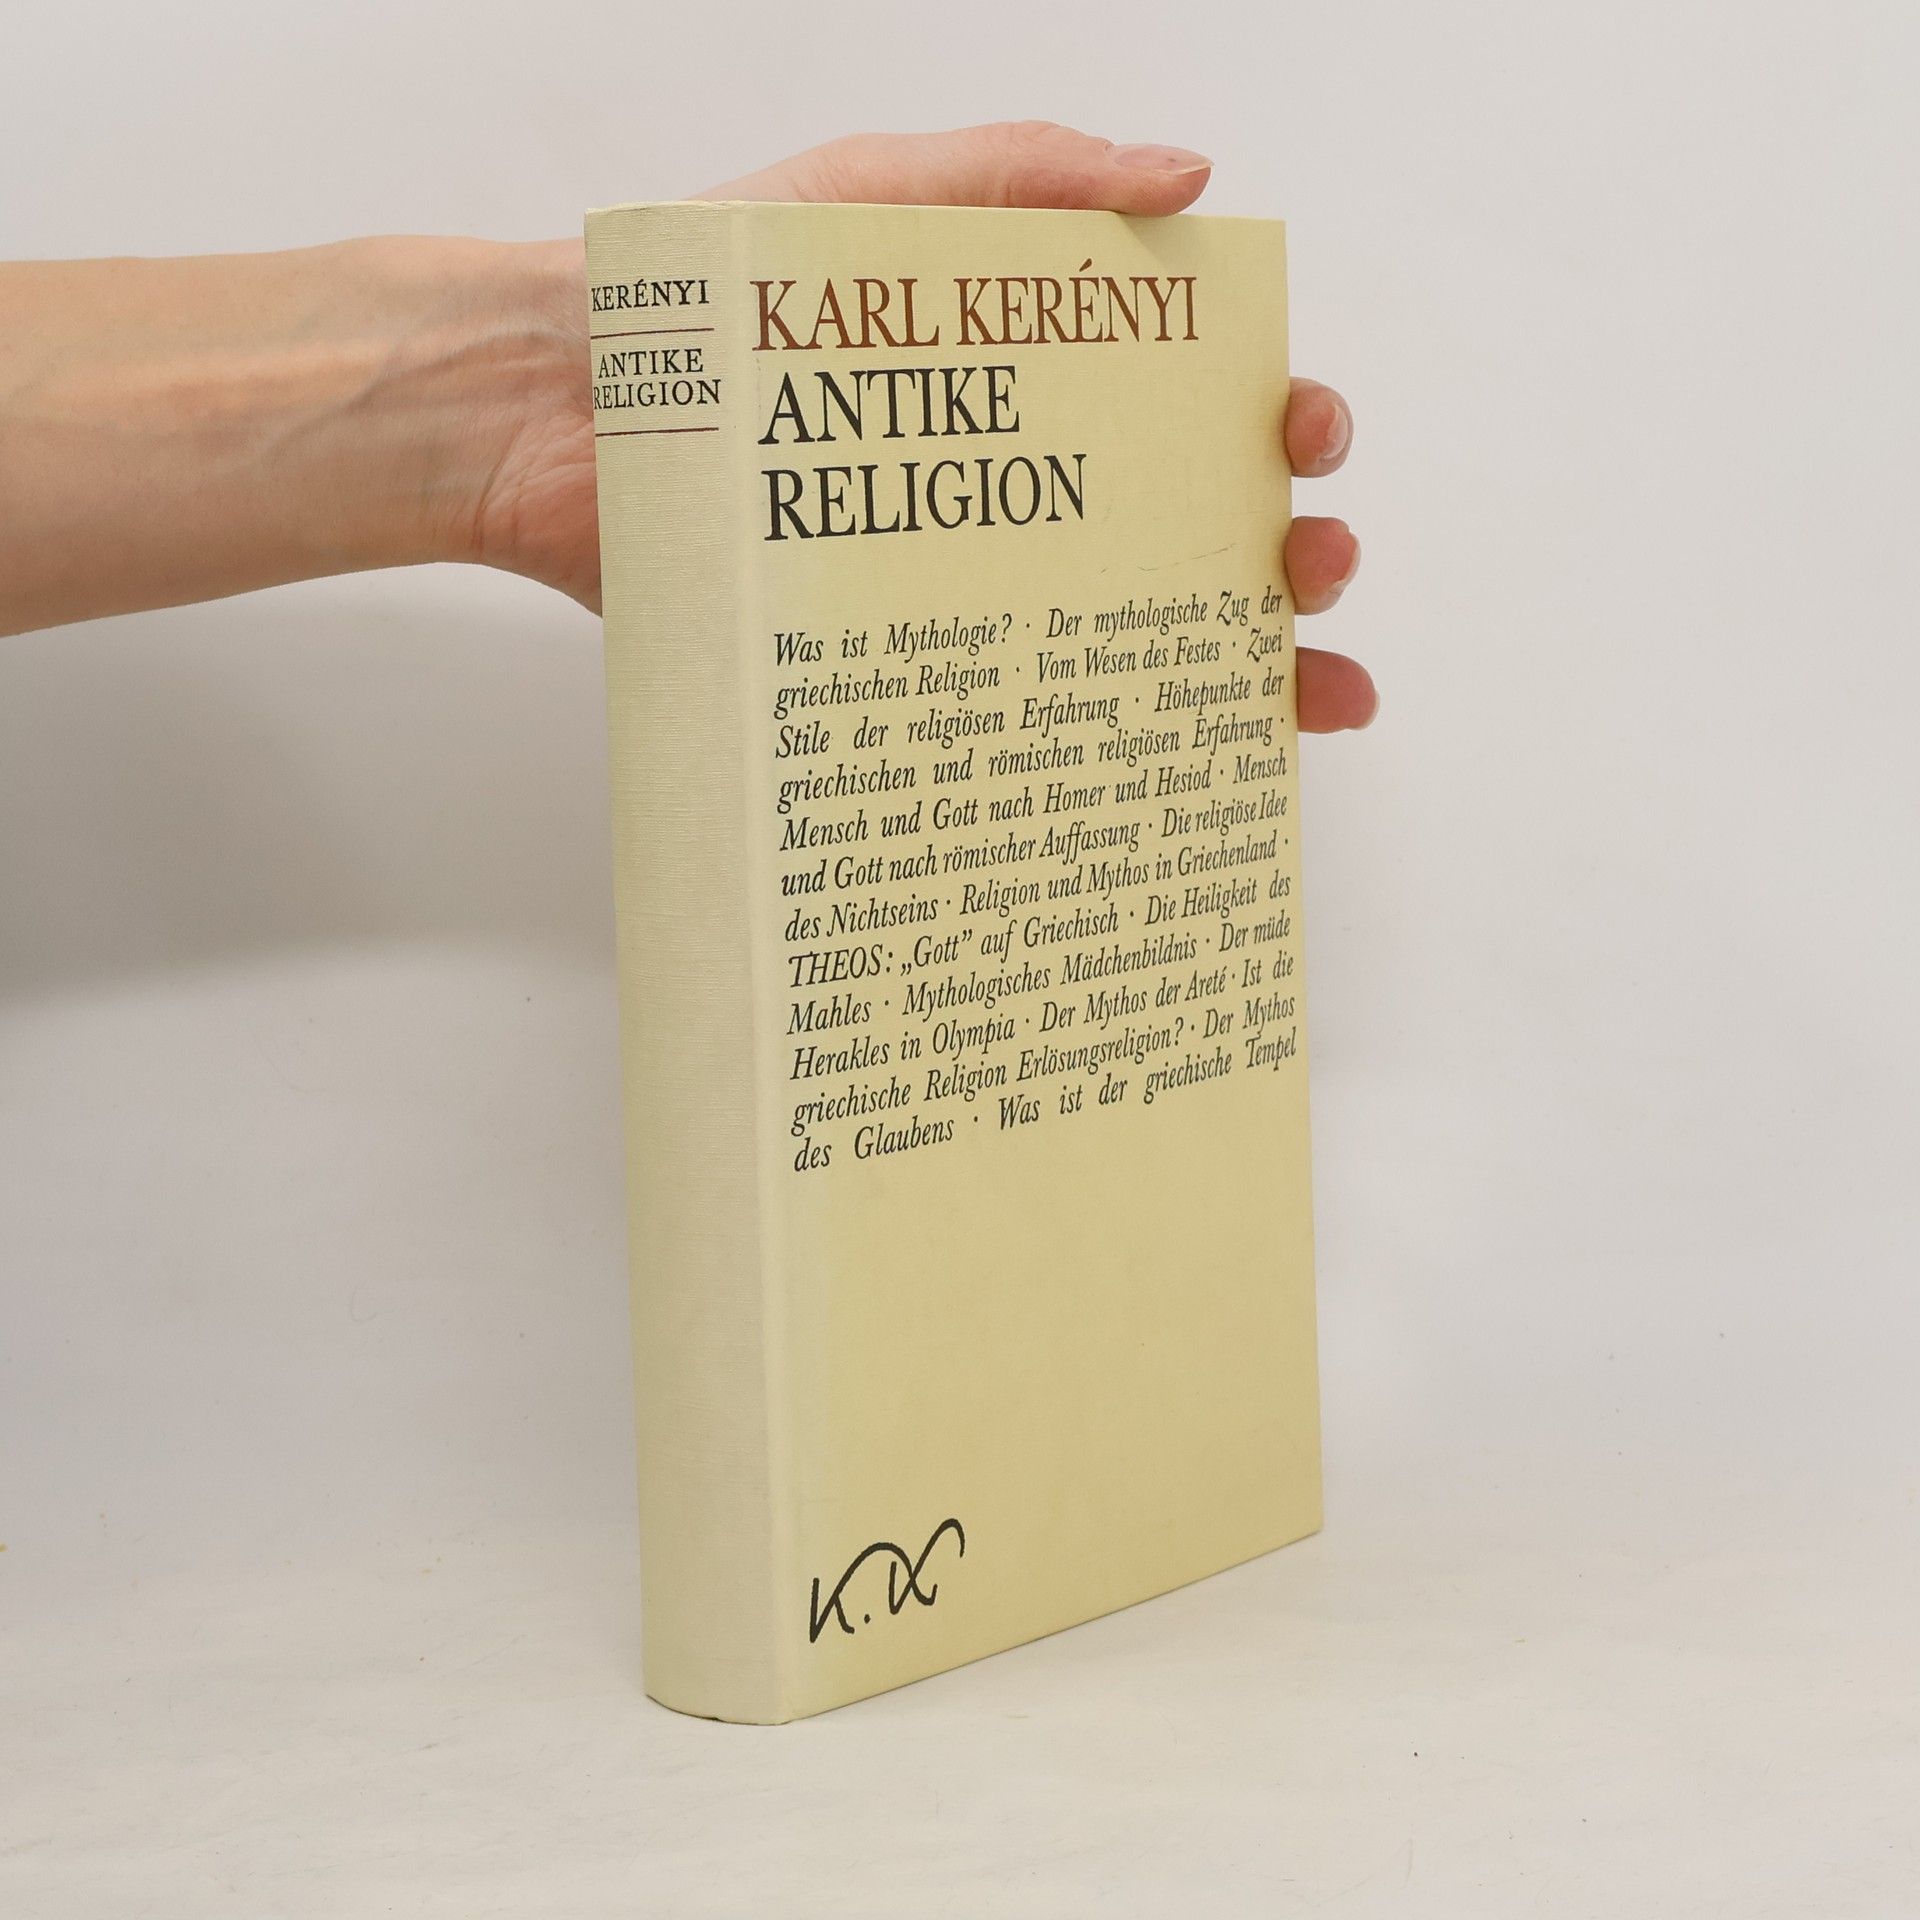 KERÉNYI
ANTIKE
RELIGION
KARL KERÉNYI
ANTIKE
RELIGION
Was ist Mythologie? · Der mythologische Zug der
griechischen Religion · Vom Wesen des Festes · Zwei
Stile der religiösen Erfahrung · Höhepunkte der
griechischen und römischen religiösen Erfahrung ·
Mensch und Gott nach Homer und Hesiod · Mensch
und Gott nach römischer Auffassung · Die religiöse Idee
des Nichtseins · Religion und Mythos in Griechenland ·
THEOS: „Gott” auf Griechisch · Die Heiligkeit des
Mahles · Mythologisches Mädchenbildnis · Der müde
Herakles in Olympia · Der Mythos der Areté · Ist die
griechische Religion Erlösungsreligion? · Der Mythos
des Glaubens · Was ist der griechische Tempel
K.K